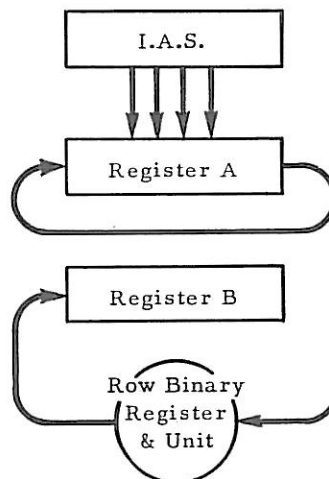 I.A.S.
Register A
Register B
Row Binary
Register
& Unit